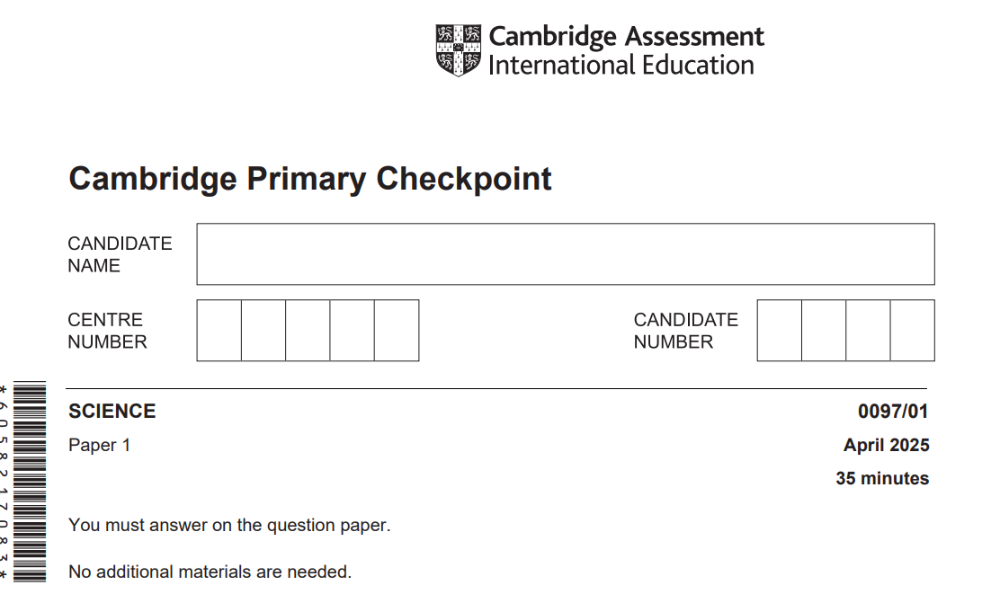 Cambridge Assessment
International Education
Cambridge Primary Checkpoint
CANDIDATE
NAME
CENTRE
NUMBER
CANDIDATE
NUMBER
SCIENCE 0097/01
Paper 1 April 2025
35 minutes
You must answer on the question paper.
No additional materials are needed.
*6058217083*